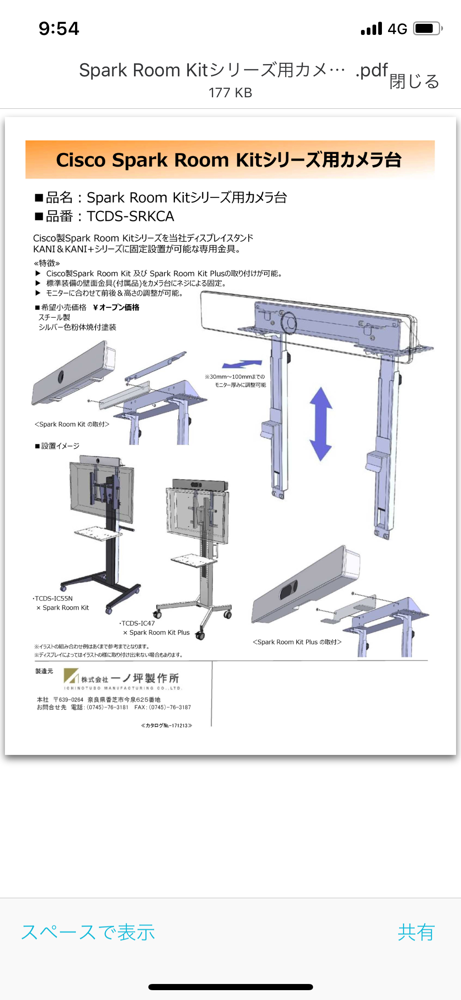 9:54
4G
Spark Room Kitシリーズ用カメ… .pdf
閉じる
177 KB
Cisco Spark Room Kitシリーズ用カメラ台
■品名：Spark Room Kitシリーズ用カメラ台
■品番：TCDS-SRKCA
Cisco製Spark Room Kitシリーズを当社ディスプレイスタンド
KANI＆KANI+シリーズに固定設置が可能な専用金具。
≪特徴≫
▶ Cisco製Spark Room Kit 及び Spark Room Kit Plusの取り付けが可能。
▶ 標準装備の壁面金具(付属品)をカメラ台にネジによる固定。
▶ モニターに合わせて前後＆高さの調整が可能。
■希望小売価格 ￥オープン価格
スチール製
シルバー色粉体焼付塗装
※30mm～100mmまでの
モニター厚みに調整可能
＜Spark Room Kit の取付＞
■設置イメージ
・TCDS-IC55N
× Spark Room Kit
・TCDS-IC47
× Spark Room Kit Plus
＜Spark Room Kit Plus の取付＞
※イラストの組み合わせ例はあくまで参考までとなります。
※ディスプレイによってはイラストの様に取り付け出来ない場合もあります。
製造元
株式会社 一ノ坪製作所
ICHINOTUBO MANUFACTURING CO.,LTD.
本社 〒639-0264 奈良県香芝市今泉625番地
お問合せ先 電話：(0745)-76-3181 FAX：(0745)-76-3187
≪カタログ№-171213≫
スペースで表示
共有